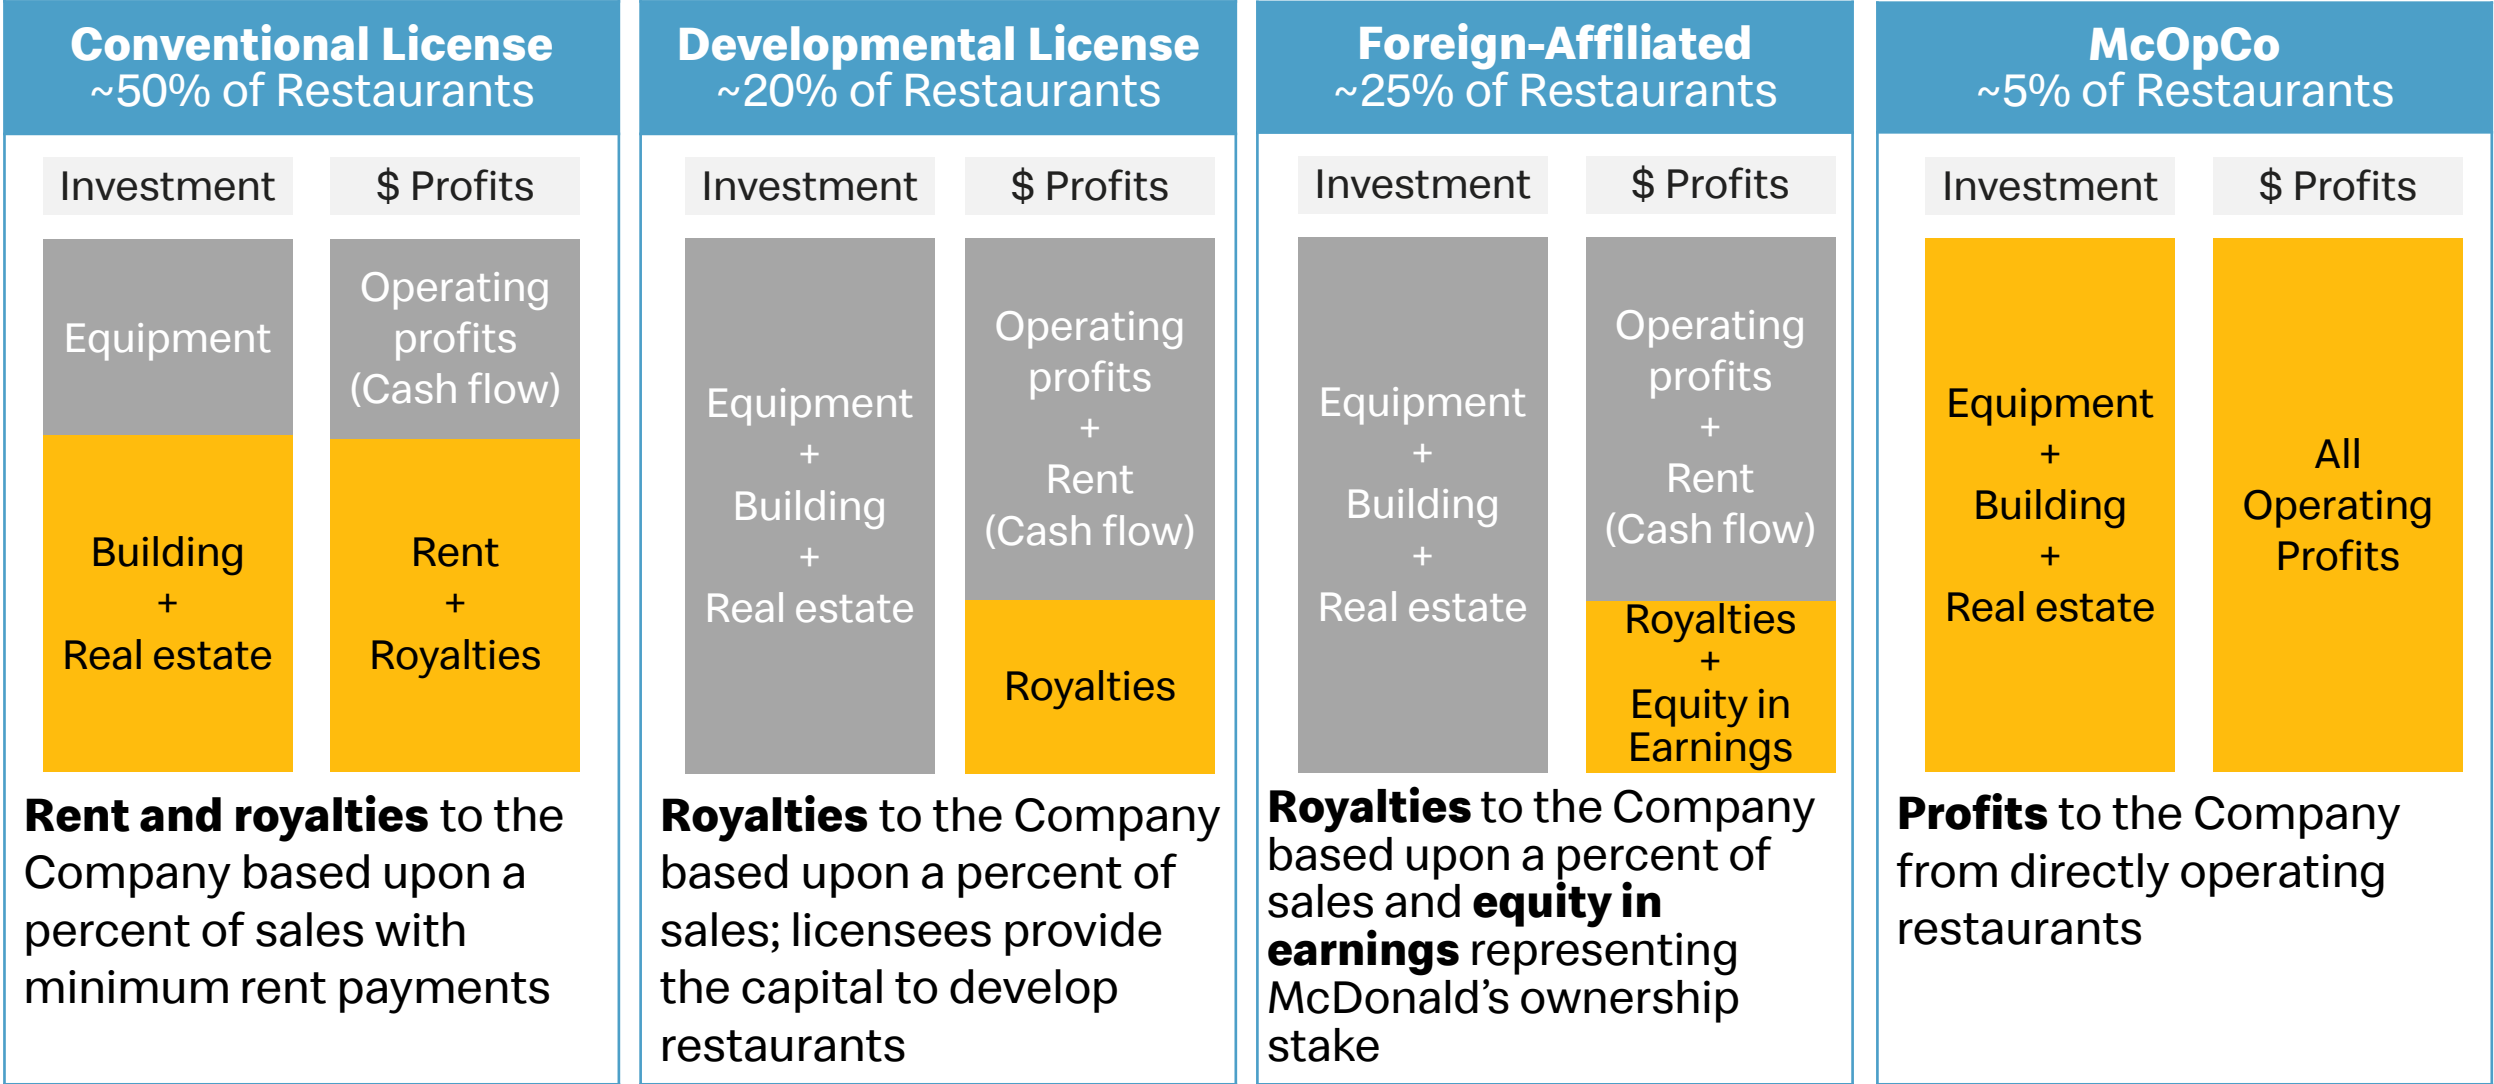 Conventional License
~50% of Restaurants
Investment
$ Profits
Equipment
Operating
profits
(Cash flow)
Building
+
Real estate
Rent
+
Royalties
Rent and royalties to the
Company based upon a
percent of sales with
minimum rent payments
Developmental License
~20% of Restaurants
Investment
$ Profits
Equipment
+
Building
+
Real estate
Operating
profits
+
Rent
(Cash flow)
Royalties
Royalties to the Company
based upon a percent of
sales; licensees provide
the capital to develop
restaurants
Foreign-Affiliated
~25% of Restaurants
Investment
$ Profits
Equipment
+
Building
+
Real estate
Operating
profits
+
Rent
(Cash flow)
Royalties
+
Equity in
Earnings
Royalties to the Company
based upon a percent of
sales and equity in
earnings representing
McDonald’s ownership
stake
McOpCo
~5% of Restaurants
Investment
$ Profits
Equipment
+
Building
+
Real estate
All
Operating
Profits
Profits to the Company
from directly operating
restaurants